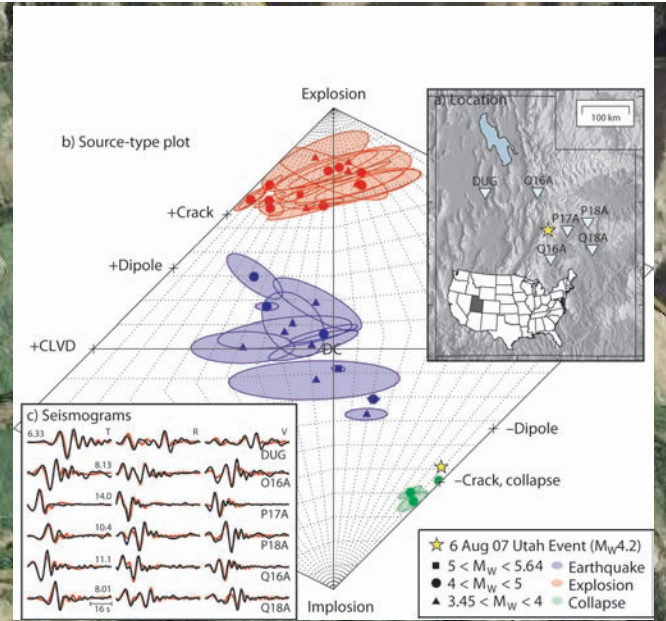 Explosion
b) Source-type plot
+Crack
+Dipole
+CLVD
DC
–Dipole
–Crack, collapse
Implosion
a) Location
100 km
DUG
O16A
P18A
P17A
Q18A
Q16A
c) Seismograms
6.33
T
R
V
DUG
8.13
O16A
14.0
P17A
10.4
P18A
11.1
Q16A
8.01
16 s
Q18A
6 Aug 07 Utah Event (MW4.2)
5 < MW < 5.64
Earthquake
4 < MW < 5
Explosion
3.45 < MW < 4
Collapse